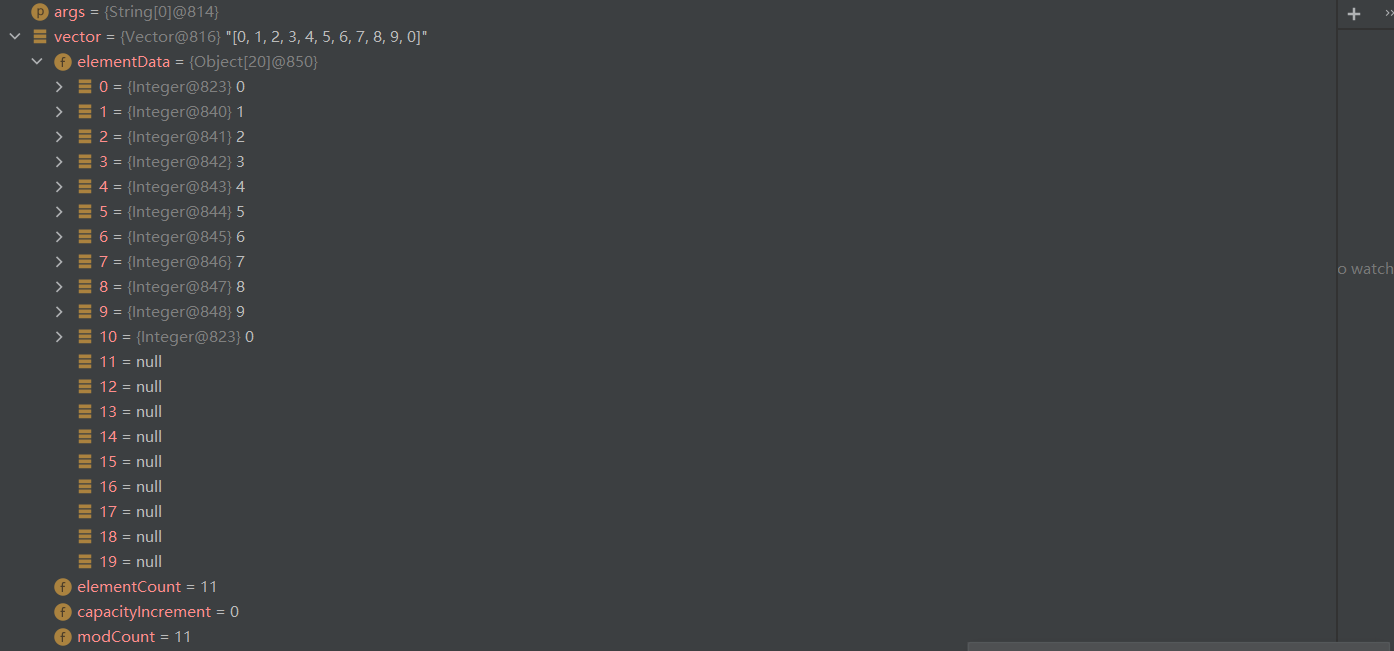 args = {String[0]@814}
vector = {Vector@816} "[0, 1, 2, 3, 4, 5, 6, 7, 8, 9, 0]"
elementData = {Object[20]@850}
0 = {Integer@823} 0
1 = {Integer@840} 1
2 = {Integer@841} 2
3 = {Integer@842} 3
4 = {Integer@843} 4
5 = {Integer@844} 5
6 = {Integer@845} 6
7 = {Integer@846} 7
o watch
8 = {Integer@847} 8
9 = {Integer@848} 9
10 = {Integer@823} 0
11 = null
12 = null
13 = null
14 = null
15 = null
16 = null
17 = null
18 = null
19 = null
elementCount = 11
capacityIncrement = 0
modCount = 11